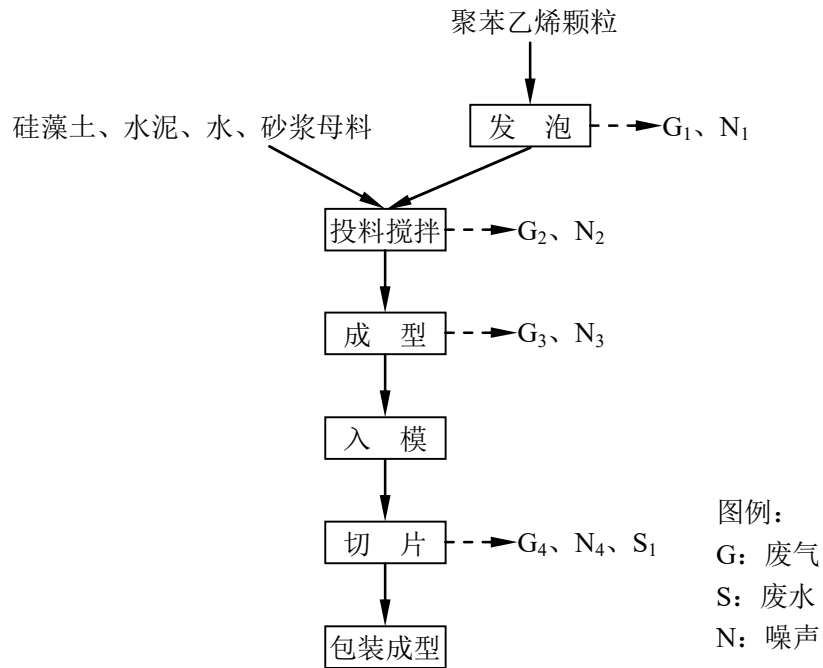 聚苯乙烯颗粒
硅藻土、水泥、水、砂浆母料
发 泡
G₁、N₁
投料搅拌
G₂、N₂
成 型
G₃、N₃
入 模
切 片
G₄、N₄、S₁
包装成型
图例：
G：废气
S：废水
N：噪声